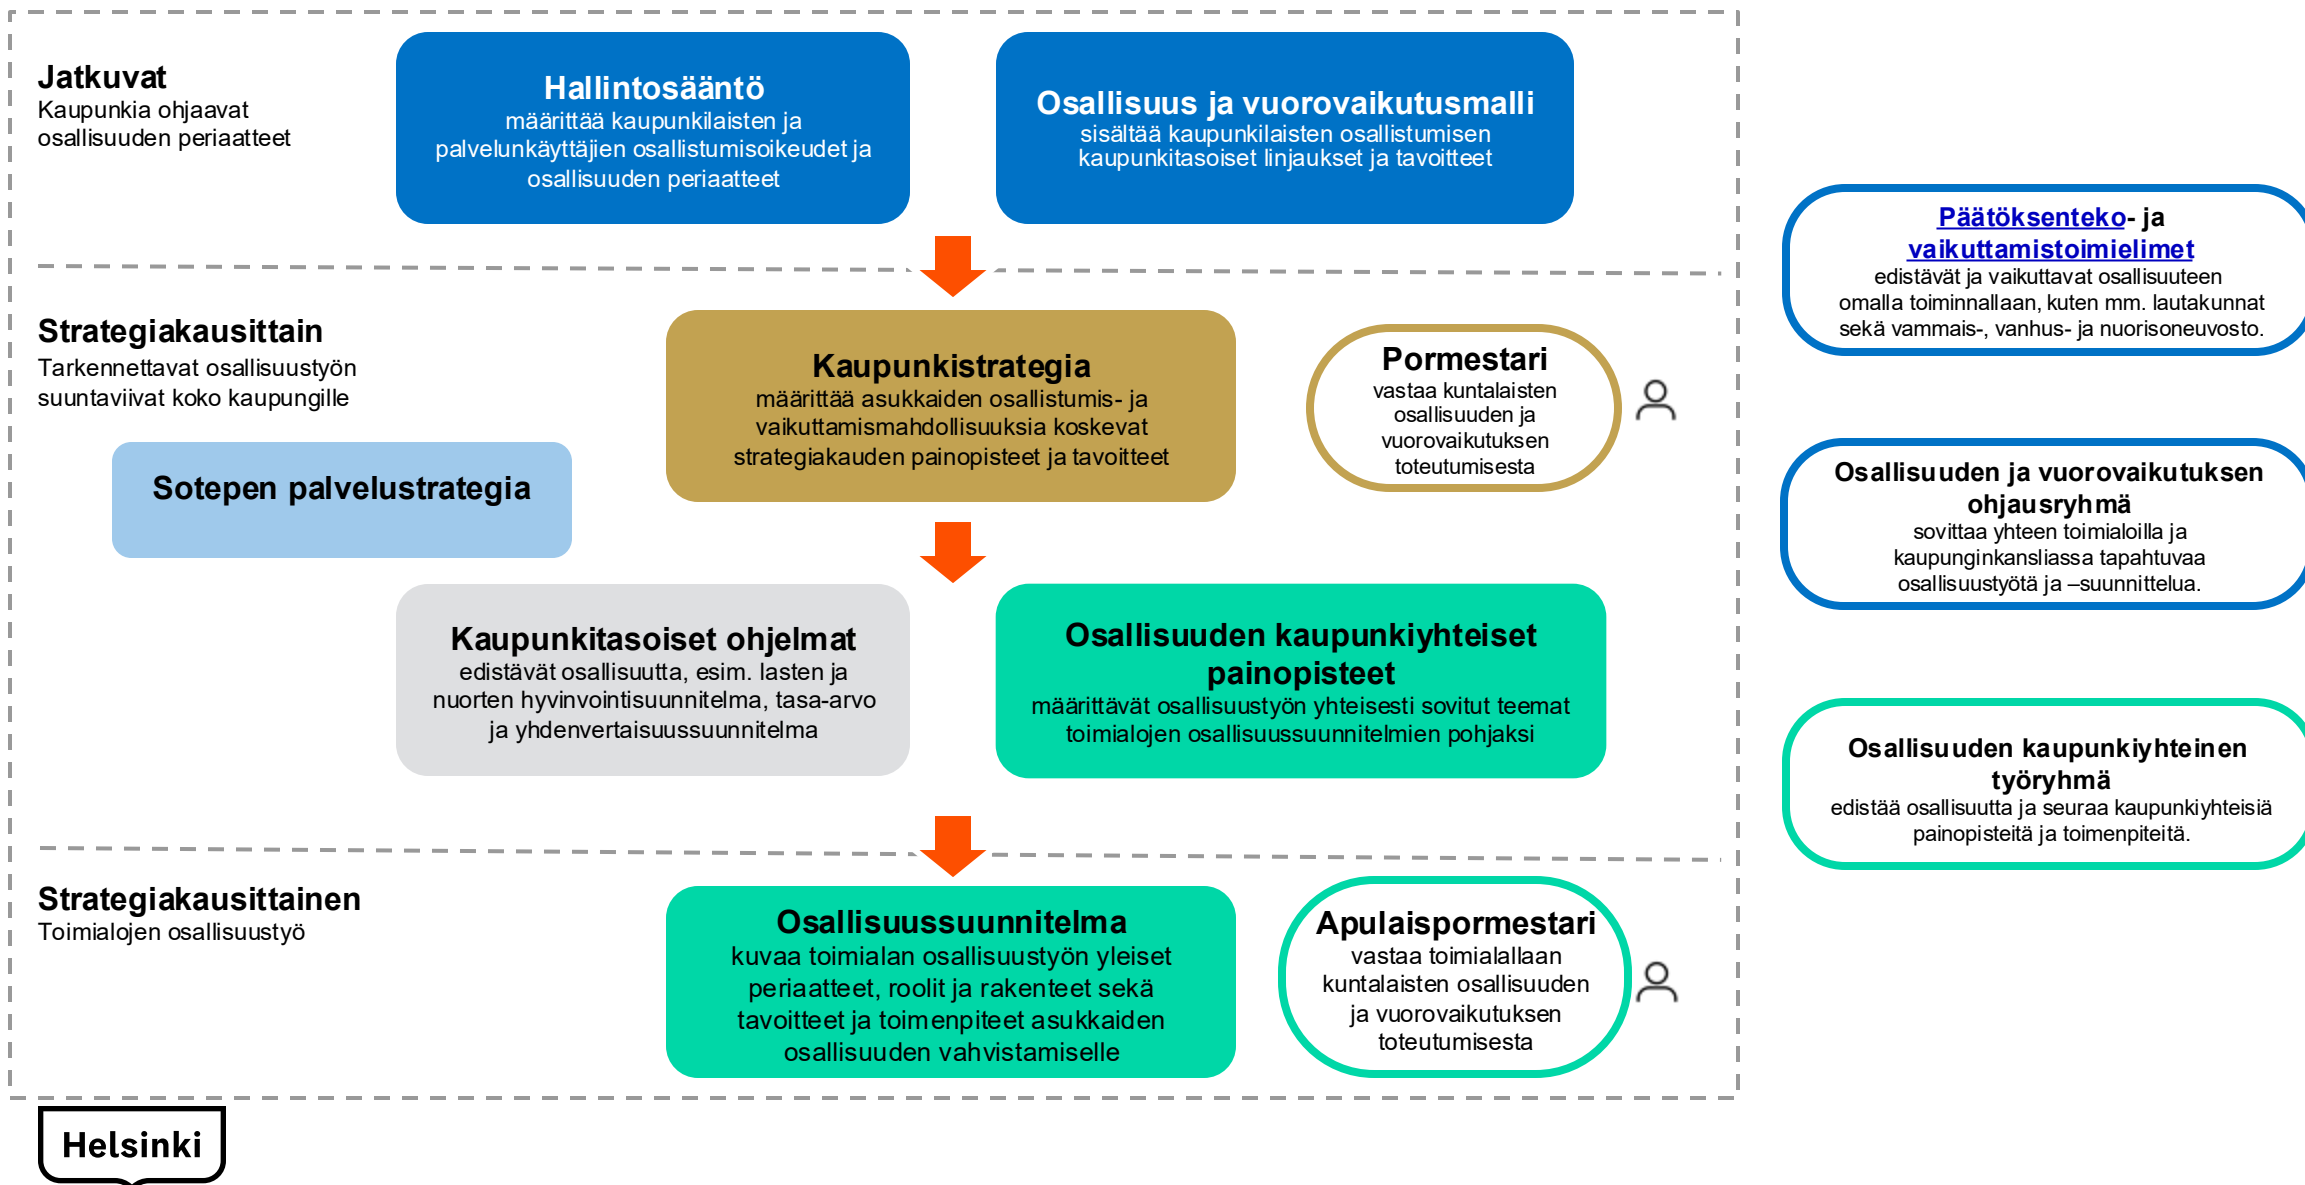 Jatkuvat
Kaupunkia ohjaavat
osallisuuden periaatteet
Hallintosääntö
määrittää kaupunkilaisten ja
palvelunkäyttäjien osallistumisoikeudet ja
osallisuuden periaatteet
Osallisuus ja vuorovaikutusmalli
sisältää kaupunkilaisten osallistumisen
kaupunkitasoiset linjaukset ja tavoitteet
Strategiakausittain
Tarkennettavat osallisuustyön
suuntaviivat koko kaupungille
Kaupunkistrategia
määrittää asukkaiden osallistumis- ja
vaikuttamismahdollisuuksia koskevat
strategiakauden painopisteet ja tavoitteet
Pormestari
vastaa kuntalaisten
osallisuuden ja
vuorovaikutuksen
toteutumisesta
Sotepen palvelustrategia
Kaupunkitasoiset ohjelmat
edistävät osallisuutta, esim. lasten ja
nuorten hyvinvointisuunnitelma, tasa-arvo
ja yhdenvertaisuussuunnitelma
Osallisuuden kaupunkiyhteiset
painopisteet
määrittävät osallisuustyön yhteisesti sovitut teemat
toimialojen osallisuussuunnitelmien pohjaksi
Strategiakausittainen
Toimialojen osallisuustyö
Osallisuussuunnitelma
kuvaa toimialan osallisuustyön yleiset
periaatteet, roolit ja rakenteet sekä
tavoitteet ja toimenpiteet asukkaiden
osallisuuden vahvistamiselle
Apulaispormestari
vastaa toimialallaan
kuntalaisten osallisuuden
ja vuorovaikutuksen
toteutumisesta
Päätöksenteko- ja
vaikuttamistoimielimet
edistävät ja vaikuttavat osallisuuteen
omalla toiminnallaan, kuten mm. lautakunnat
sekä vammais-, vanhus- ja nuorisoneuvosto.
Osallisuuden ja vuorovaikutuksen
ohjausryhmä
sovittaa yhteen toimialoilla ja
kaupunginkansliassa tapahtuvaa
osallisuustyötä ja –suunnittelua.
Osallisuuden kaupunkiyhteinen
työryhmä
edistää osallisuutta ja seuraa kaupunkiyhteisiä
painopisteitä ja toimenpiteitä.
Helsinki